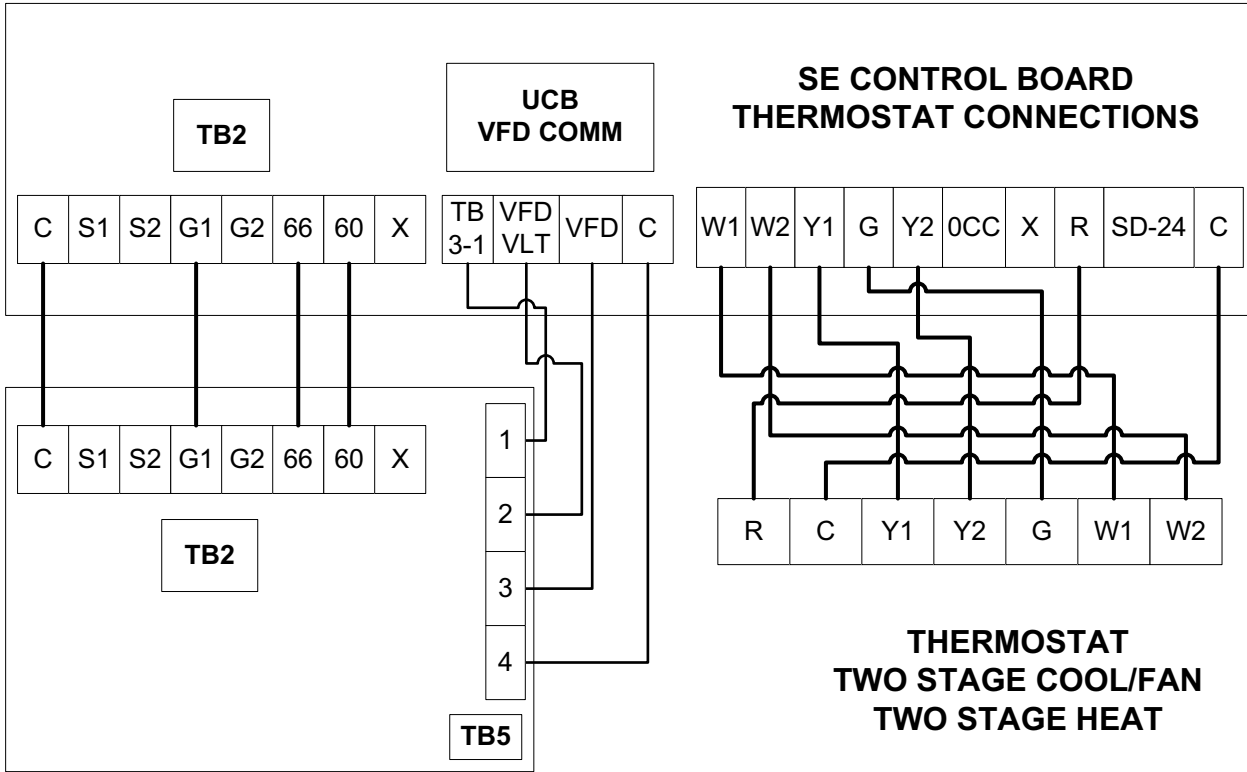 SE CONTROL BOARD
THERMOSTAT CONNECTIONS
UCB
VFD COMM
TB2
C S1 S2 G1 G2 66 60 X
TB
3-1
VFD
VLT
VFD C
W1 W2 Y1 G Y2 0CC X R SD-24 C
C S1 S2 G1 G2 66 60 X
TB2
1
2
3
4
TB5
R C Y1 Y2 G W1 W2
THERMOSTAT
TWO STAGE COOL/FAN
TWO STAGE HEAT